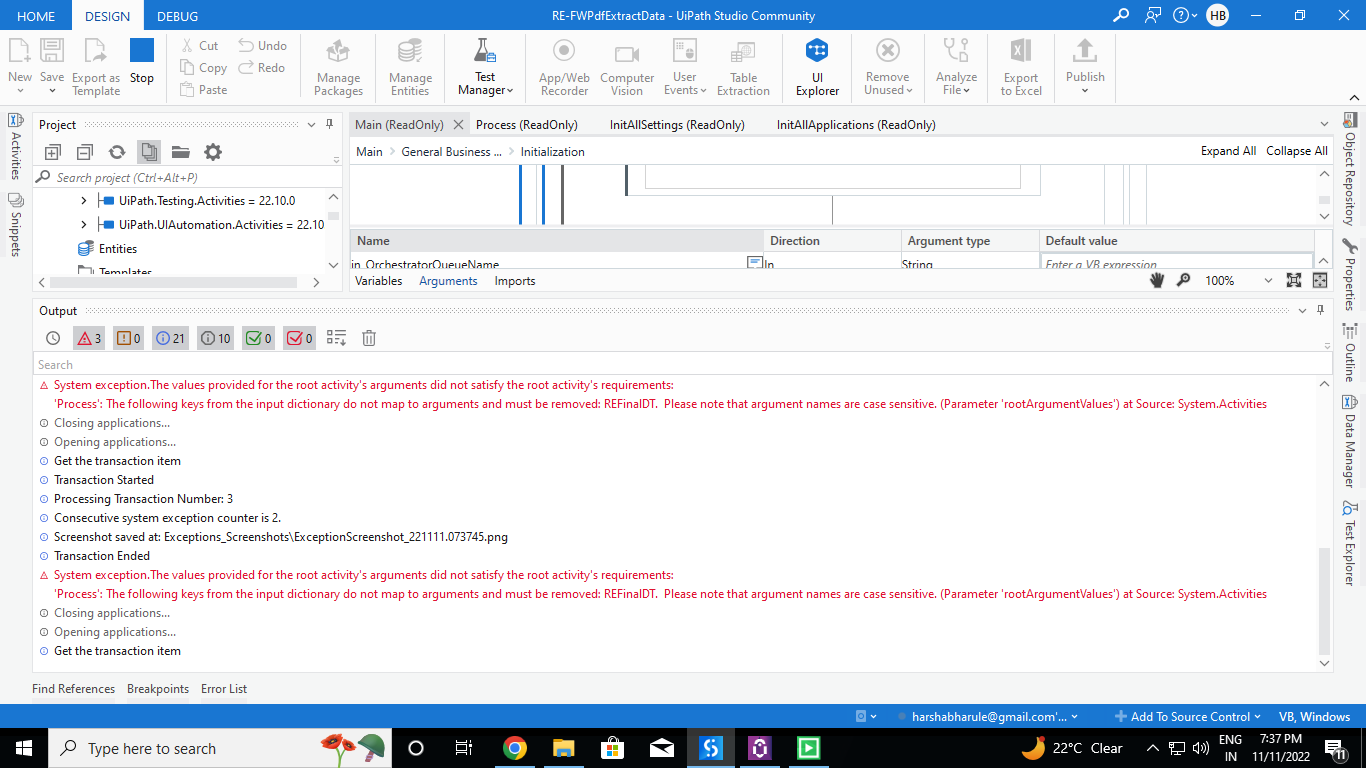 HOME
DESIGN
DEBUG
RE-FWPdfExtractData - UiPath Studio Community
HB
New
Save
Export as
Template
Stop
Cut
Copy
Paste
Undo
Redo
Manage
Packages
Manage
Entities
Test
Manager
App/Web
Recorder
Computer
Vision
User
Events
Table
Extraction
UI
Explorer
Remove
Unused
Analyze
File
Export
to Excel
Publish
Activities
Snippets
Project
Search project (Ctrl+Alt+P)
UiPath.Testing.Activities = 22.10.0
UiPath.UIAutomation.Activities = 22.10
Entities
Templates
Main (ReadOnly)
Process (ReadOnly)
InitAllSettings (ReadOnly)
InitAllApplications (ReadOnly)
Main > General Business ... > Initialization
Expand All
Collapse All
Name
Direction
Argument type
Default value
in_OrchestratorQueueName
In
String
Enter a VB expression
Variables
Arguments
Imports
100%
Object Repository
Properties
Outline
Data Manager
Test Explorer
Output
3
0
21
10
0
0
Search
System exception.The values provided for the root activity's arguments did not satisfy the root activity's requirements:
'Process': The following keys from the input dictionary do not map to arguments and must be removed: REFinalDT.  Please note that argument names are case sensitive. (Parameter 'rootArgumentValues') at Source: System.Activities
Closing applications...
Opening applications...
Get the transaction item
Transaction Started
Processing Transaction Number: 3
Consecutive system exception counter is 2.
Screenshot saved at: Exceptions_Screenshots\ExceptionScreenshot_221111.073745.png
Transaction Ended
System exception.The values provided for the root activity's arguments did not satisfy the root activity's requirements:
'Process': The following keys from the input dictionary do not map to arguments and must be removed: REFinalDT.  Please note that argument names are case sensitive. (Parameter 'rootArgumentValues') at Source: System.Activities
Closing applications...
Opening applications...
Get the transaction item
Find References
Breakpoints
Error List
harshabharule@gmail.com'...
Add To Source Control
VB, Windows
Type here to search
22°C Clear
ENG
IN
7:37 PM
11/11/2022
11